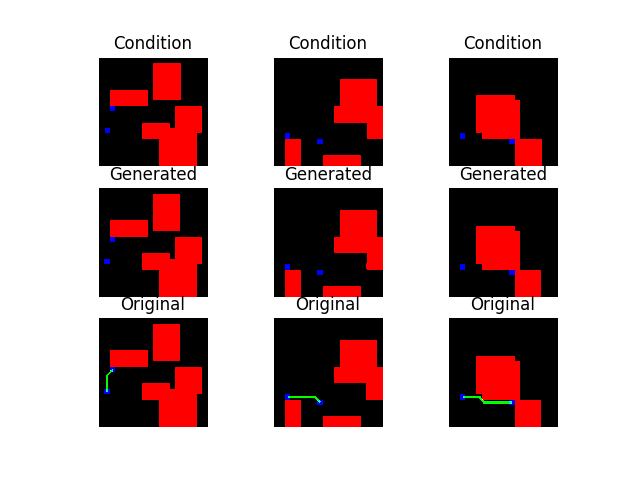 Condition Condition Condition
Generated Generated Generated
Original Original Original